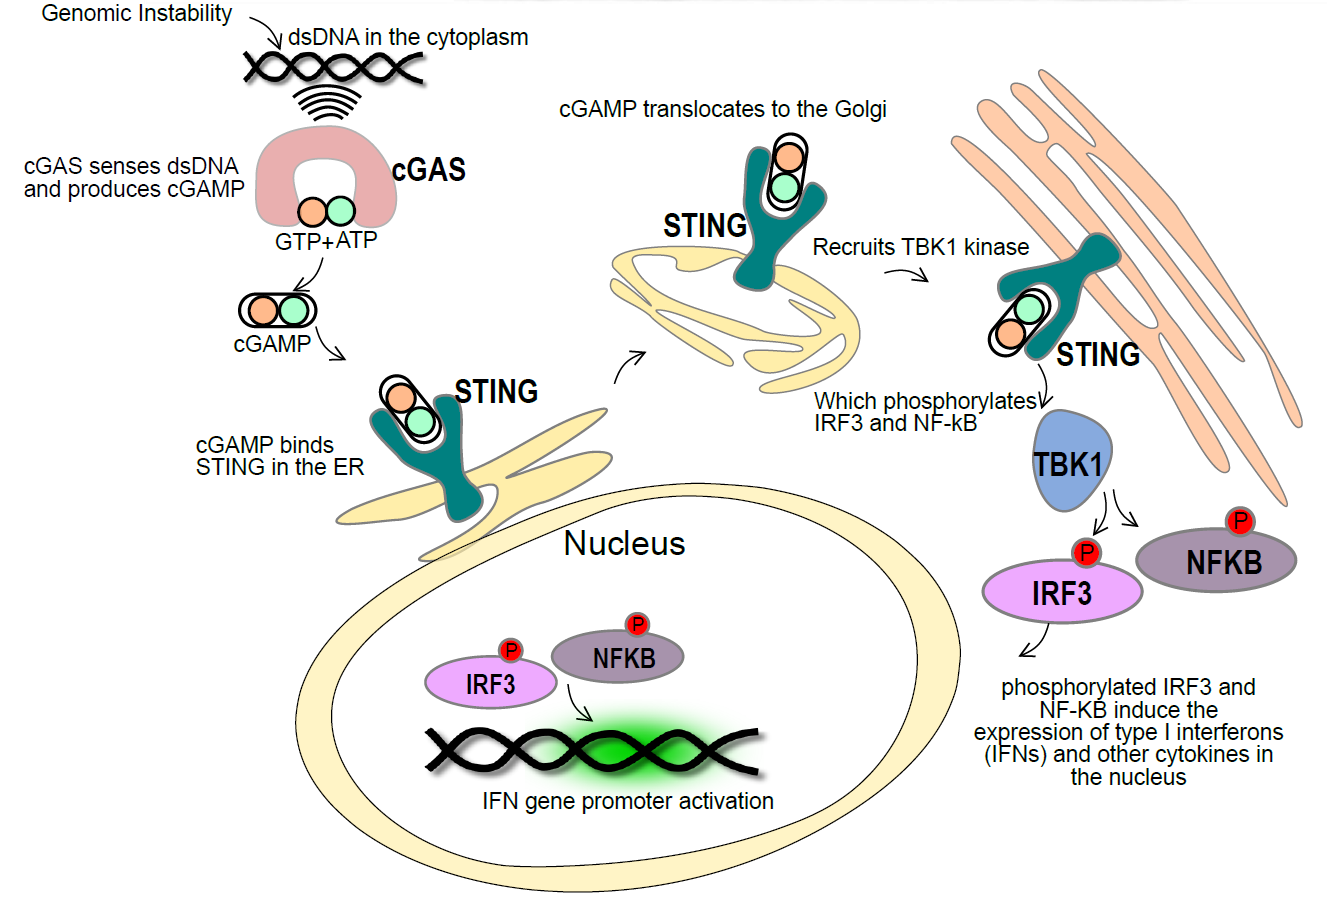 Genomic Instability
dsDNA in the cytoplasm
cGAS senses dsDNA
and produces cGAMP
cGAS
GTP+ATP
cGAMP
STING
cGAMP binds
STING in the ER
cGAMP translocates to the Golgi
STING
Recruits TBK1 kinase
STING
Which phosphorylates
IRF3 and NF-kB
TBK1
P
NFKB
P
IRF3
phosphorylated IRF3 and
NF-KB induce the
expression of type I interferons
(IFNs) and other cytokines in
the nucleus
Nucleus
P
NFKB
P
IRF3
IFN gene promoter activation